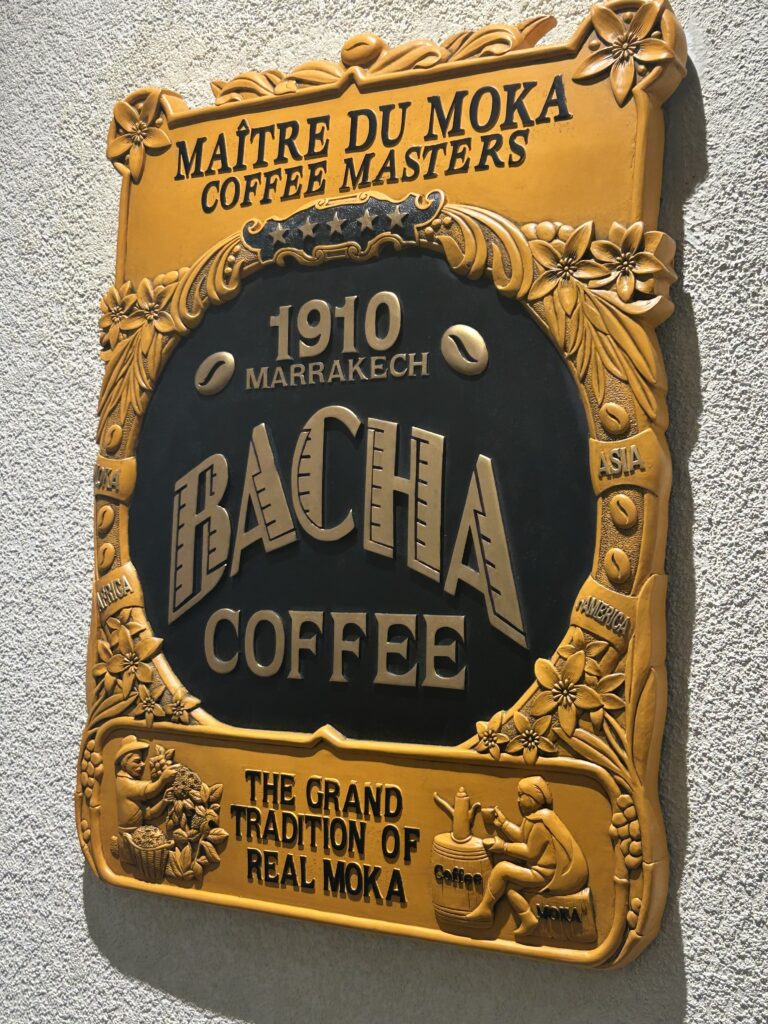 MAÎTRE DU MOKA
COFFEE MASTERS
1910
MARRAKECH
BACHA
COFFEE
ASIA
AFRICA
AMERICA
THE GRAND
TRADITION OF
REAL MOKA
Coffee
MOKA